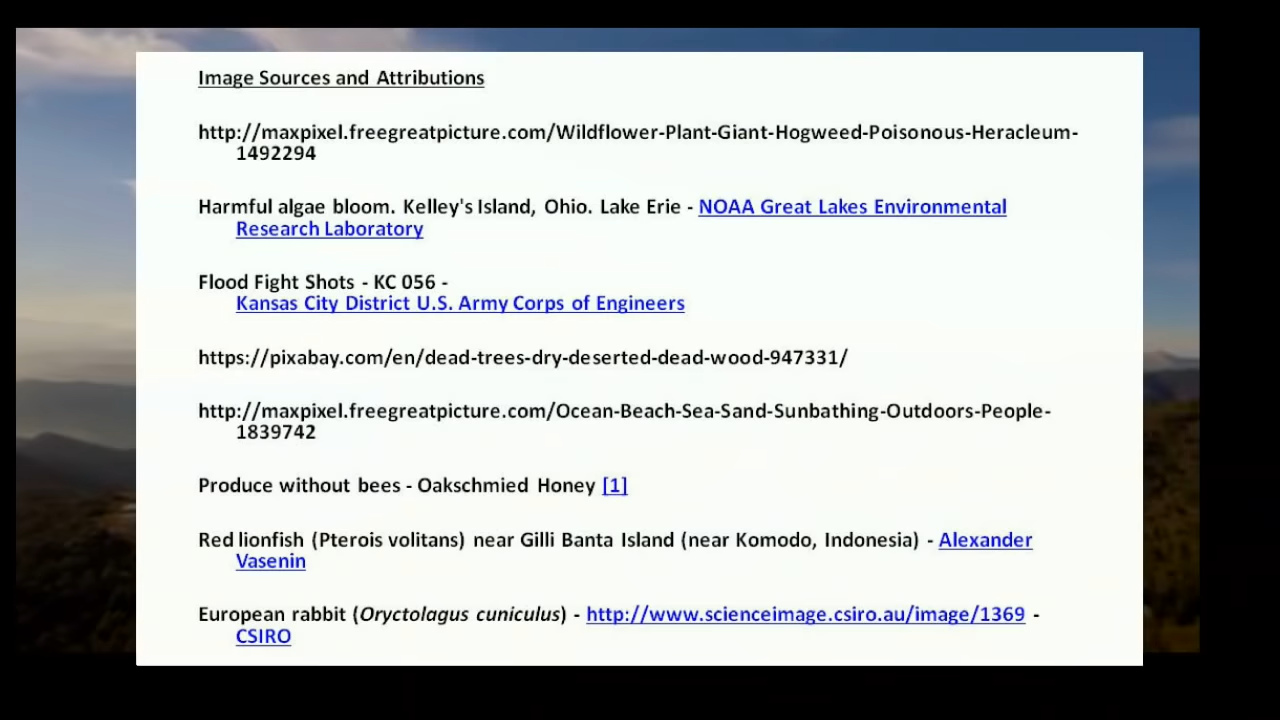 Image Sources and Attributions
http://maxpixel.freegreatpicture.com/Wildflower-Plant-Giant-Hogweed-Poisonous-Heracleum-
1492294
Harmful algae bloom. Kelley's Island, Ohio. Lake Erie - NOAA Great Lakes Environmental
Research Laboratory
Flood Fight Shots - KC 056 -
Kansas City District U.S. Army Corps of Engineers
https://pixabay.com/en/dead-trees-dry-deserted-dead-wood-947331/
http://maxpixel.freegreatpicture.com/Ocean-Beach-Sea-Sand-Sunbathing-Outdoors-People-
1839742
Produce without bees - Oakschmied Honey [1]
Red lionfish (Pterois volitans) near Gilli Banta Island (near Komodo, Indonesia) - Alexander
Vasenin
European rabbit (Oryctolagus cuniculus) - http://www.scienceimage.csiro.au/image/1369 -
CSIRO